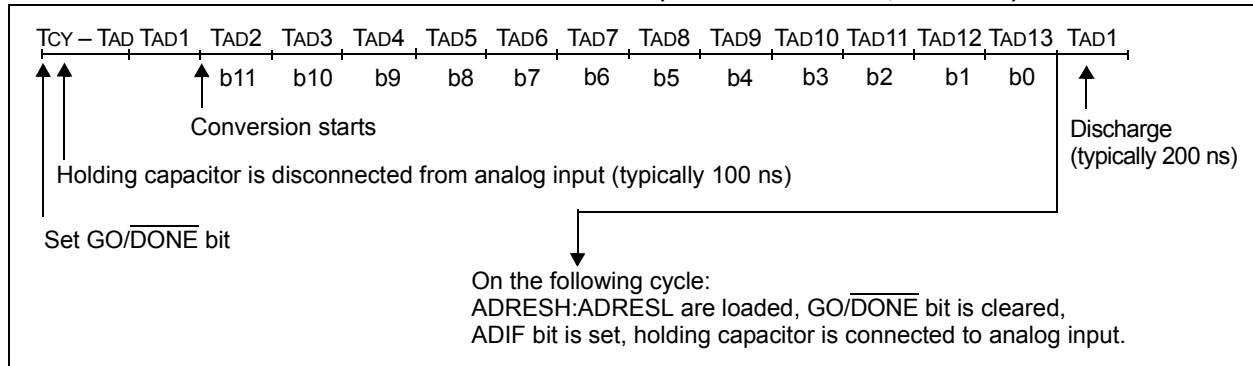 TCY – TAD TAD1 TAD2 TAD3 TAD4 TAD5 TAD6 TAD7 TAD8 TAD9 TAD10 TAD11 TAD12 TAD13 TAD1
b11 b10 b9 b8 b7 b6 b5 b4 b3 b2 b1 b0
Conversion starts
Discharge
(typically 200 ns)
Holding capacitor is disconnected from analog input (typically 100 ns)
Set GO/DONE bit
On the following cycle:
ADRESH:ADRESL are loaded, GO/DONE bit is cleared,
ADIF bit is set, holding capacitor is connected to analog input.